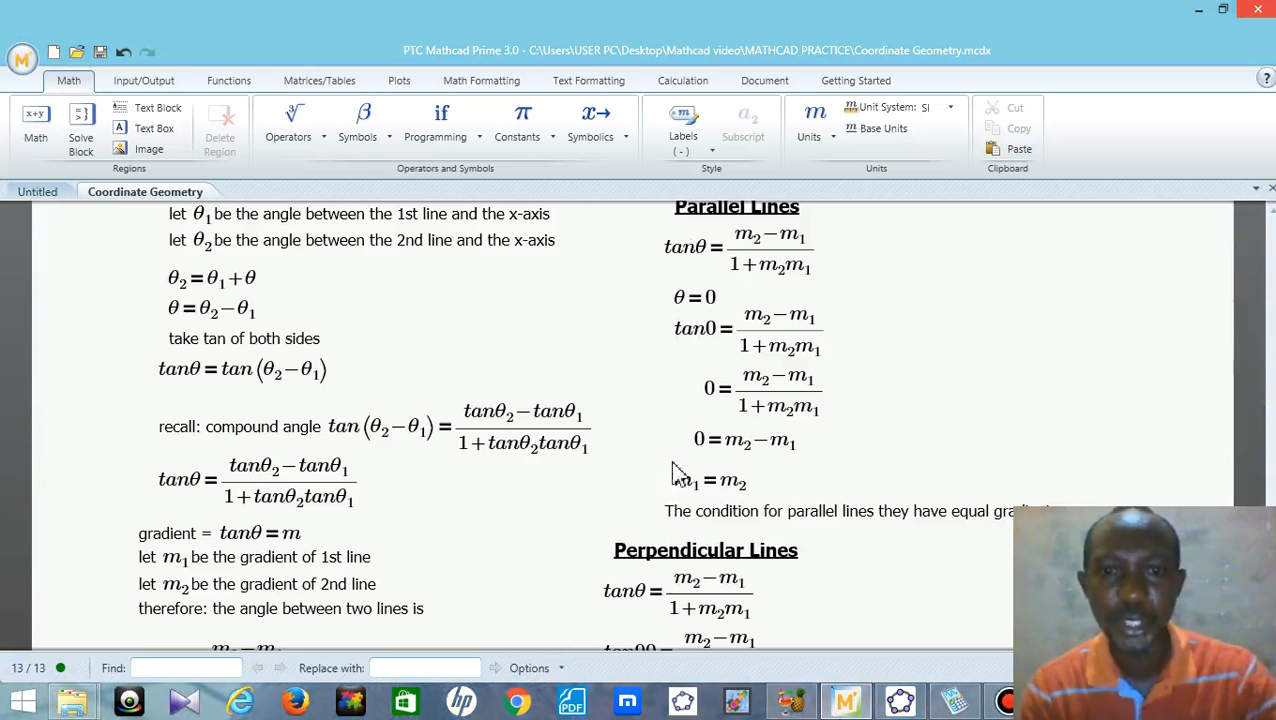 PTC Mathcad Prime 3.0 - C:\Users\USER PC\Desktop\Mathcad video\MATHCAD PRACTICE\Coordinate Geometry.mcdx
Math Input/Output Functions Matrices/Tables Plots Math Formatting Text Formatting Calculation Document Getting Started
Math
Solve Block
Text Block
Text Box
Image
Delete Region
Regions
Operators
Symbols
Programming
Constants
Symbolics
Operators and Symbols
Labels
( - )
Subscript
Style
Units
Unit System: SI
Base Units
Units
Cut
Copy
Paste
Clipboard
Untitled Coordinate Geometry
let θ₁ be the angle between the 1st line and the x-axis
let θ₂ be the angle between the 2nd line and the x-axis
θ₂ = θ₁ + θ
θ = θ₂ − θ₁
take tan of both sides
tanθ = tan (θ₂ − θ₁)
recall: compound angle tan (θ₂ − θ₁) = (tanθ₂ − tanθ₁) / (1 + tanθ₂tanθ₁)
tanθ = (tanθ₂ − tanθ₁) / (1 + tanθ₂tanθ₁)
gradient = tanθ = m
let m₁ be the gradient of 1st line
let m₂ be the gradient of 2nd line
therefore: the angle between two lines is
m₂ − m₁
Parallel Lines
tanθ = (m₂ − m₁) / (1 + m₂m₁)
θ = 0
tan0 = (m₂ − m₁) / (1 + m₂m₁)
0 = (m₂ − m₁) / (1 + m₂m₁)
0 = m₂ − m₁
m₁ = m₂
The condition for parallel lines they have equal
Perpendicular Lines
tanθ = (m₂ − m₁) / (1 + m₂m₁)
tan90 = m₂ − m₁
13 / 13 Find: Replace with: Options